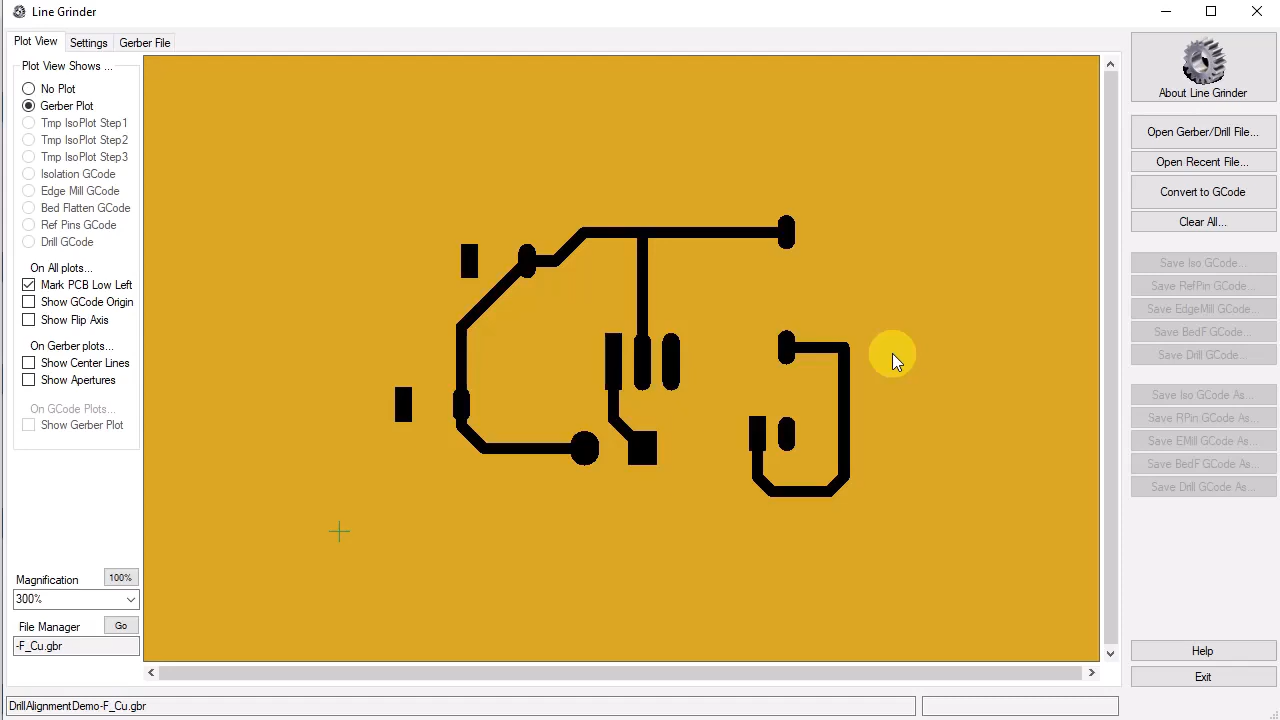 Line Grinder
Plot View
Settings
Gerber File
Plot View Shows ...
No Plot
Gerber Plot
Tmp IsoPlot Step1
Tmp IsoPlot Step2
Tmp IsoPlot Step3
Isolation GCode
Edge Mill GCode
Bed Flatten GCode
Ref Pins GCode
Drill GCode
On All plots...
Mark PCB Low Left
Show GCode Origin
Show Flip Axis
On Gerber plots...
Show Center Lines
Show Apertures
On GCode Plots...
Show Gerber Plot
Magnification
100%
300%
File Manager
Go
-F_Cu.gbr
About Line Grinder
Open Gerber/Drill File...
Open Recent File...
Convert to GCode
Clear All...
Save Iso GCode...
Save RefPin GCode...
Save EdgeMill GCode...
Save BedF GCode...
Save Drill GCode...
Save Iso GCode As...
Save RPin GCode As...
Save EMill GCode As...
Save BedF GCode As...
Save Drill GCode As...
Help
Exit
DrillAlignmentDemo-F_Cu.gbr